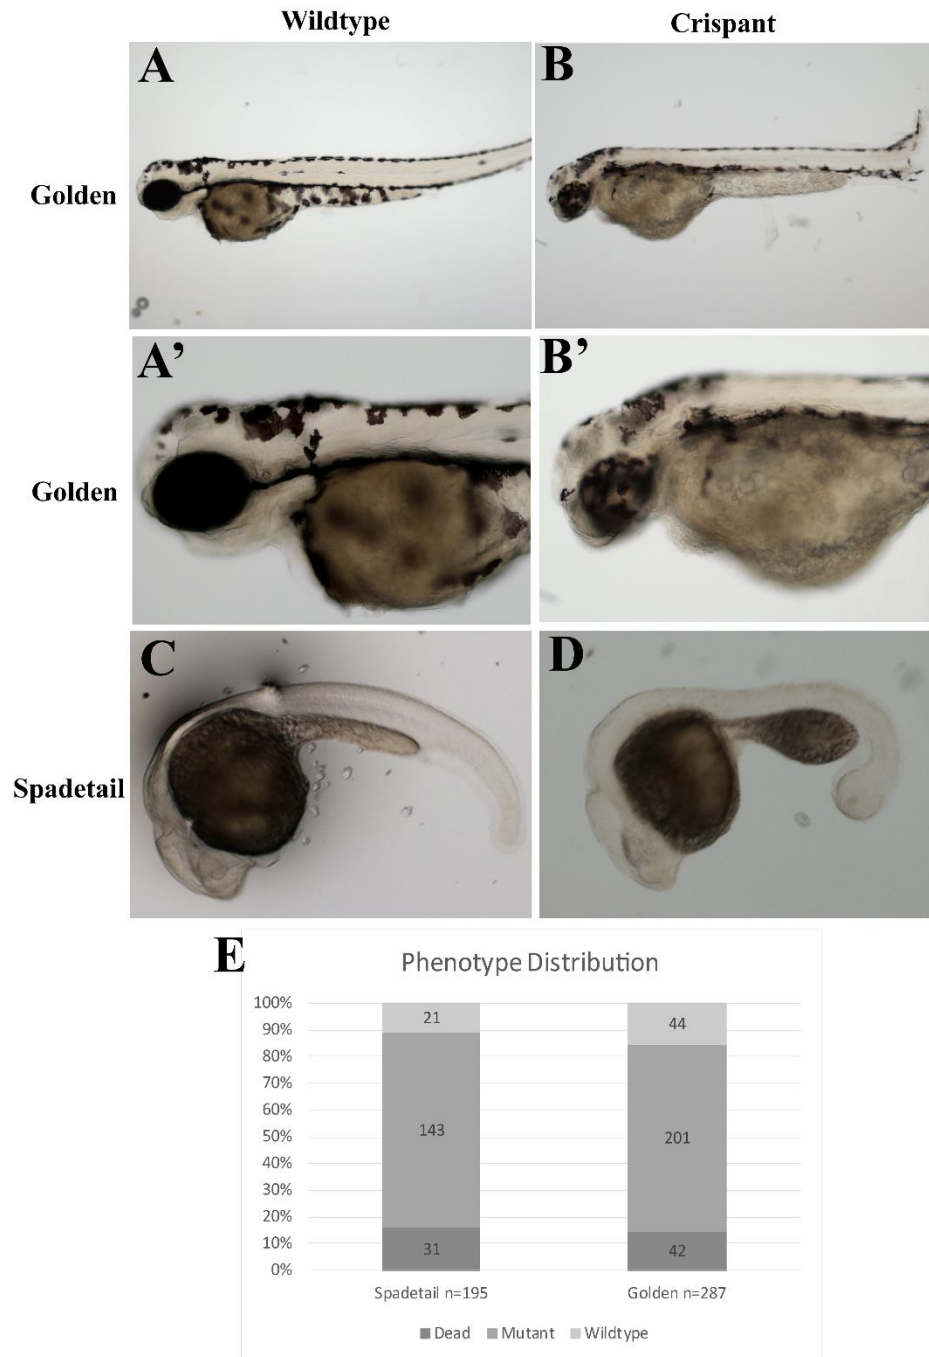 Wildtype
Crispant
A
B
Golden
A’
B’
Golden
C
D
Spadetail
E
Phenotype Distribution
100%
90%
80%
70%
60%
50%
40%
30%
20%
10%
0%
21
44
143
201
31
42
Spadetail n=195
Golden n=287
Dead
Mutant
Wildtype